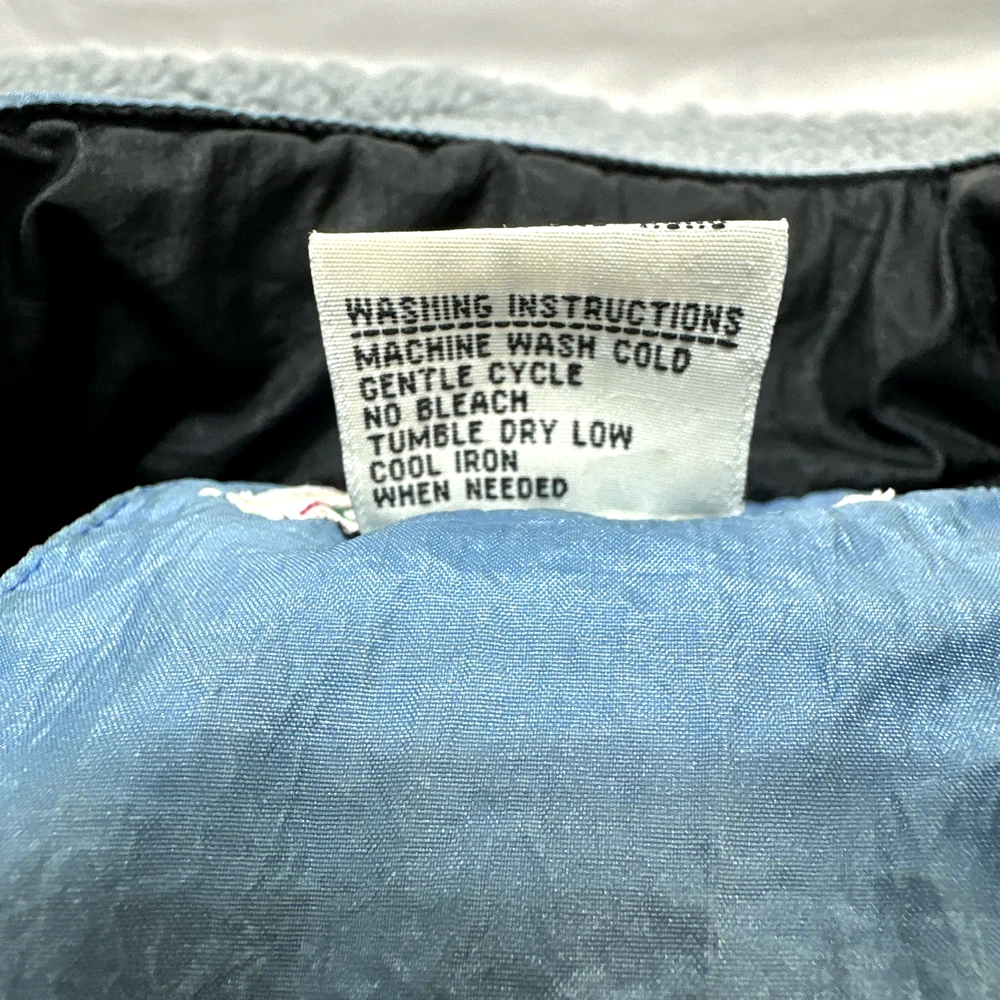 WASHING INSTRUCTIONS
MACHINE WASH COLD
GENTLE CYCLE
NO BLEACH
TUMBLE DRY LOW
COOL IRON
WHEN NEEDED